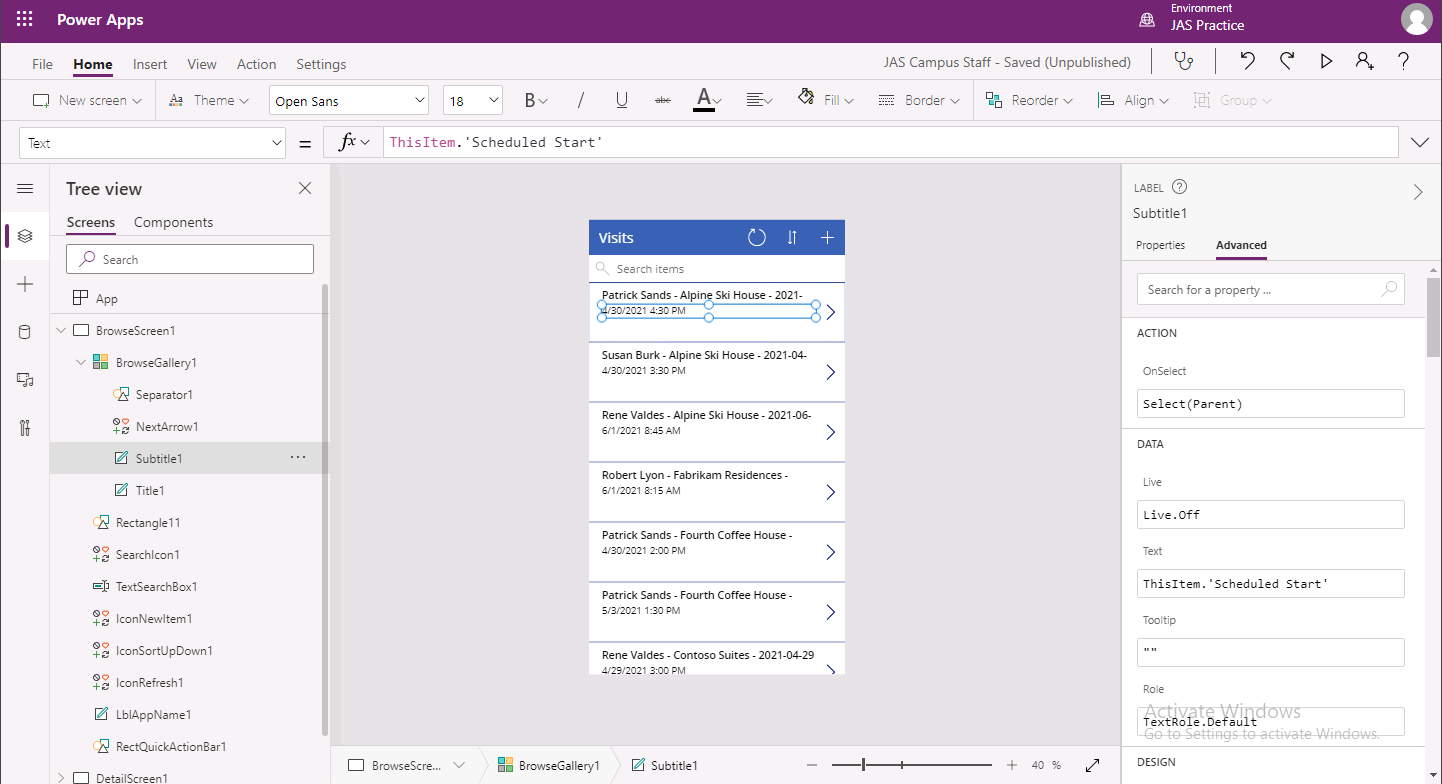 Power Apps
Environment
JAS Practice
File Home Insert View Action Settings
JAS Campus Staff - Saved (Unpublished)
New screen Theme Open Sans 18 B / U abc A Fill Border Reorder Align Group
Text = fx ThisItem.'Scheduled Start'
Tree view
Screens Components
Search
App
BrowseScreen1
BrowseGallery1
Separator1
NextArrow1
Subtitle1 ...
Title1
Rectangle11
SearchIcon1
TextSearchBox1
IconNewItem1
IconSortUpDown1
IconRefresh1
LblAppName1
RectQuickActionBar1
DetailScreen1
Visits
Search items
Patrick Sands - Alpine Ski House - 2021-
4/30/2021 4:30 PM
Susan Burk - Alpine Ski House - 2021-04-
4/30/2021 3:30 PM
Rene Valdes - Alpine Ski House - 2021-06-
6/1/2021 8:45 AM
Robert Lyon - Fabrikam Residences -
6/1/2021 8:15 AM
Patrick Sands - Fourth Coffee House -
4/30/2021 2:00 PM
Patrick Sands - Fourth Coffee House -
5/3/2021 1:30 PM
Rene Valdes - Contoso Suites - 2021-04-29
4/29/2021 3:00 PM
BrowseScre... BrowseGallery1 Subtitle1 − + 40 %
LABEL ?
Subtitle1
Properties Advanced
Search for a property ...
ACTION
OnSelect
Select(Parent)
DATA
Live
Live.Off
Text
ThisItem.'Scheduled Start'
Tooltip
""
Role
TextRole.Default
Activate Windows
Go to Settings to activate Windows.
DESIGN